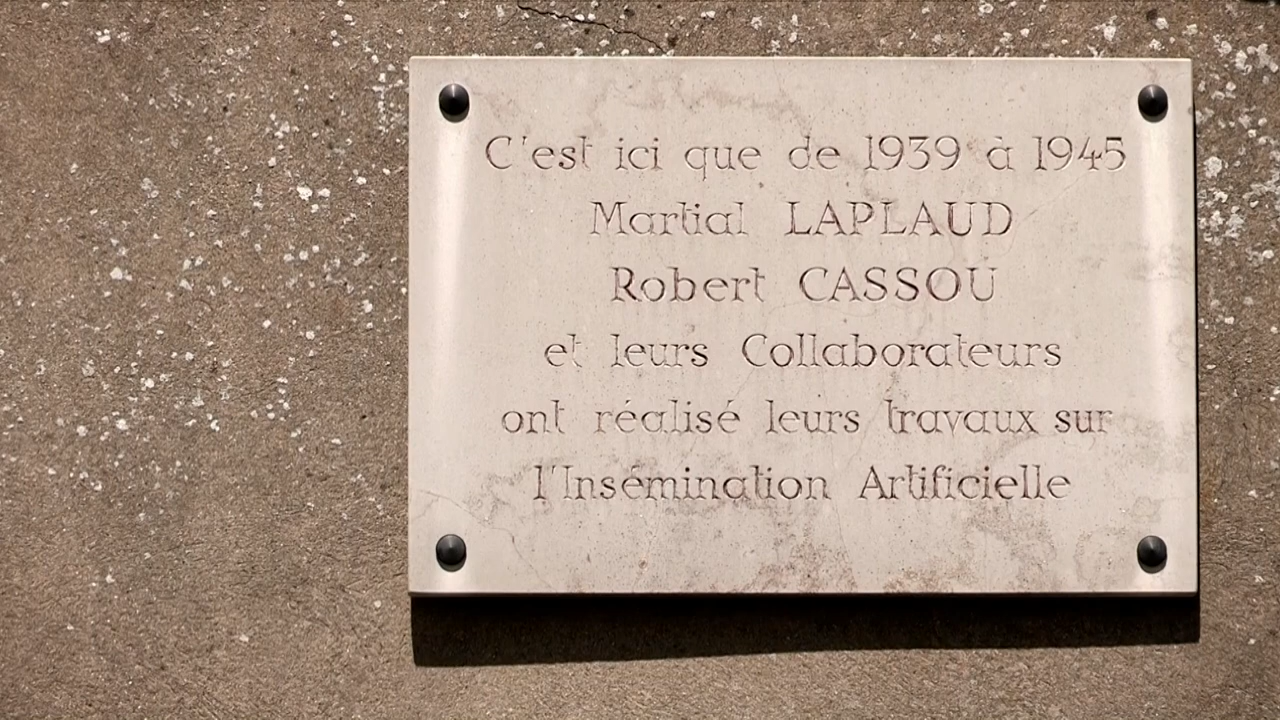 C'est ici que de 1939 à 1945
Martial LAPLAUD
Robert CASSOU
et leurs Collaborateurs
ont réalisé leurs travaux sur
l'Insémination Artificielle